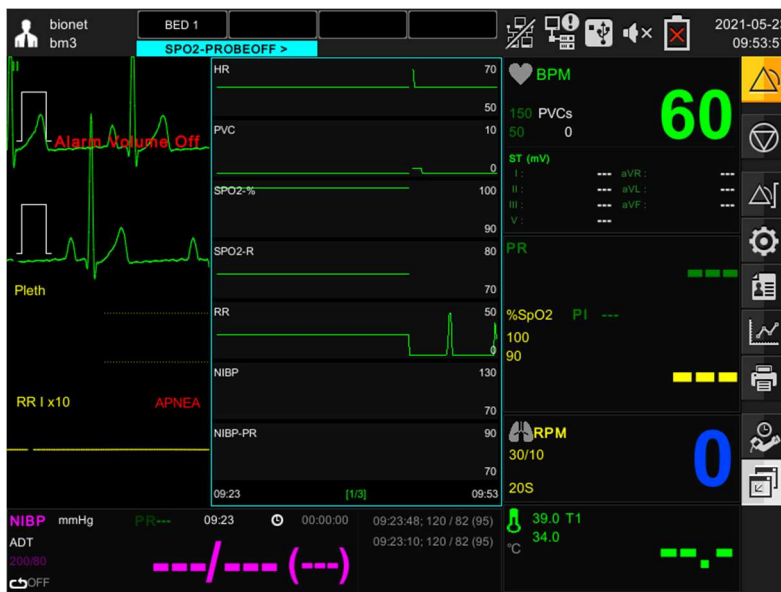 bionet
bm3
BED 1
SPO2-PROBEOFF >
2021-05-2
09:53:5
II
Alarm Volume Off
Pleth
RR I x10
APNEA
HR
70
50
PVC
10
0
SPO2-%
100
90
SPO2-R
80
70
RR
50
0
NIBP
130
70
NIBP-PR
90
70
09:23
[1/3]
09:53
BPM
150 PVCs
50 0
60
ST (mV)
I : --- aVR : ---
II : --- aVL : ---
III : --- aVF : ---
V : ---
PR
---
%SpO2 PI ---
100
90
---
RPM
30/10
20S
0
NIBP mmHg PR--- 09:23 00:00:00 09:23:48; 120 / 82 (95)
ADT 09:23:10; 120 / 82 (95)
200/80
OFF
---/--- (---)
39.0 T1
34.0
°C
--.-